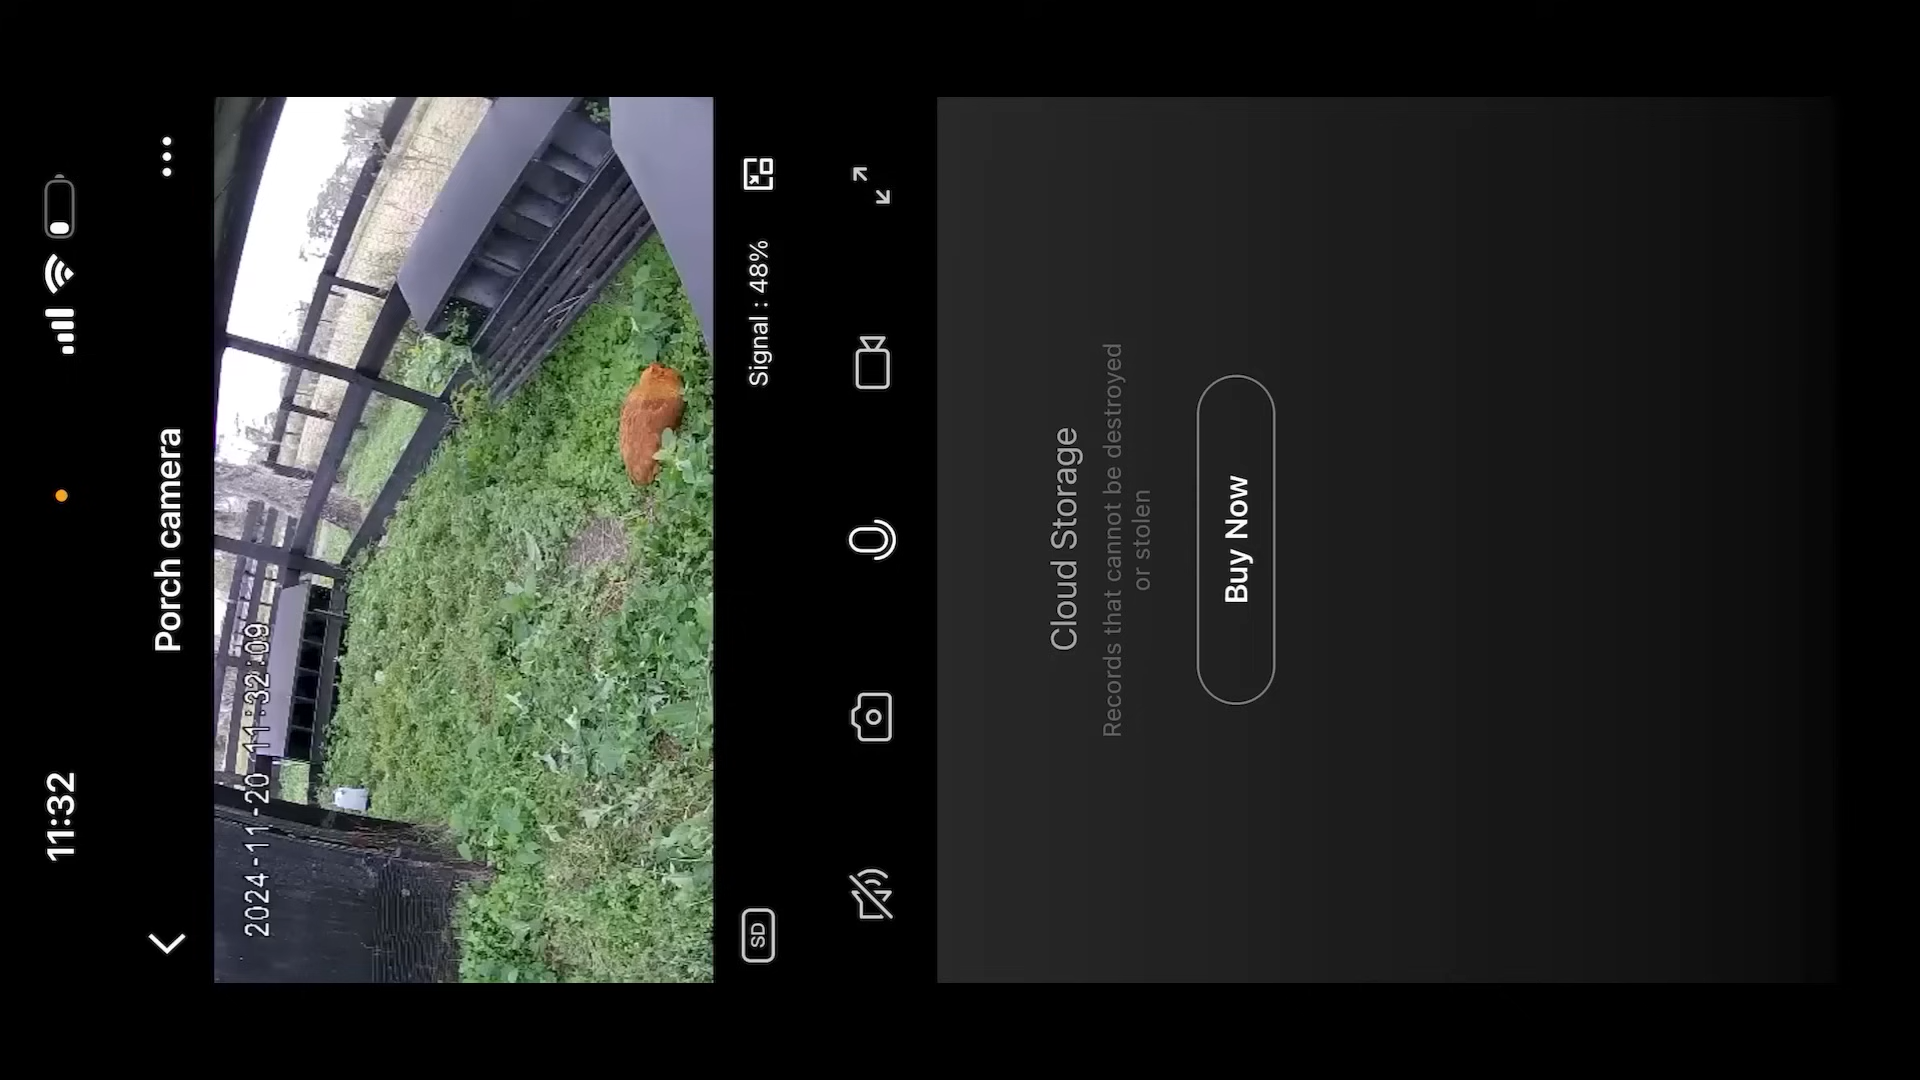 11:32
Porch camera
2024-11-20 11:32:09
SD
Signal : 48%
Cloud Storage
Records that cannot be destroyed
or stolen
Buy Now